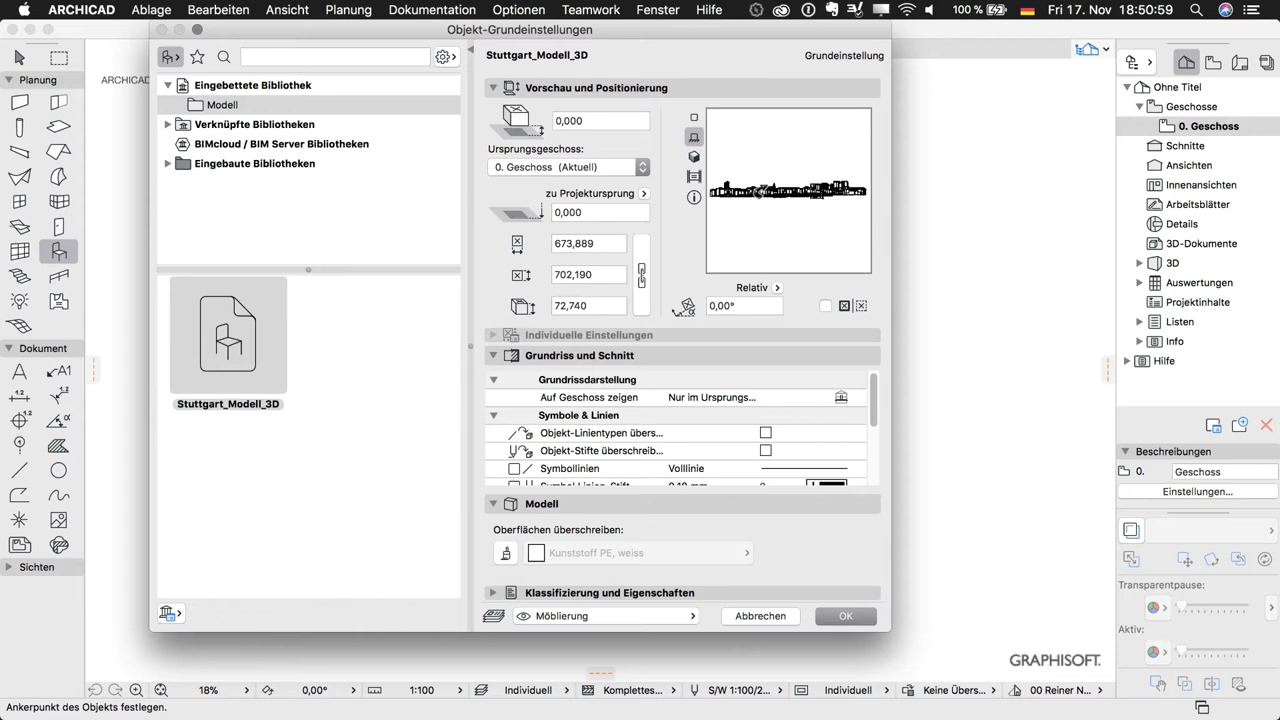 ARCHICAD Ablage Bearbeiten Ansicht Planung Dokumentation Optionen Teamwork Fenster Hilfe 100 % Fr 17. Nov 18:50:59
Objekt-Grundeinstellungen
Planung
Dokument
Sichten
ARCHICAD
Eingebettete Bibliothek
Modell
Verknüpfte Bibliotheken
BIMcloud / BIM Server Bibliotheken
Eingebaute Bibliotheken
Stuttgart_Modell_3D
Stuttgart_Modell_3D Grundeinstellung
Vorschau und Positionierung
0,000
Ursprungsgeschoss:
0. Geschoss (Aktuell)
zu Projektursprung
0,000
673,889
702,190
72,740
Relativ
0,00°
Individuelle Einstellungen
Grundriss und Schnitt
Grundrissdarstellung
Auf Geschoss zeigen Nur im Ursprungs...
Symbole & Linien
Objekt-Linientypen übers...
Objekt-Stifte überschreib...
Symbollinien Volllinie
Modell
Oberflächen überschreiben:
Kunststoff PE, weiss
Klassifizierung und Eigenschaften
Möblierung Abbrechen OK
Ohne Titel
Geschosse
0. Geschoss
Schnitte
Ansichten
Innenansichten
Arbeitsblätter
Details
3D-Dokumente
3D
Auswertungen
Projektinhalte
Listen
Info
Hilfe
Beschreibungen
0. Geschoss
Einstellungen...
Transparentpause:
Aktiv:
GRAPHISOFT.
18% 0,00° 1:100 Individuell Komplettes... S/W 1:100/2... Individuell Keine Übers... 00 Reiner N...
Ankerpunkt des Objekts festlegen.